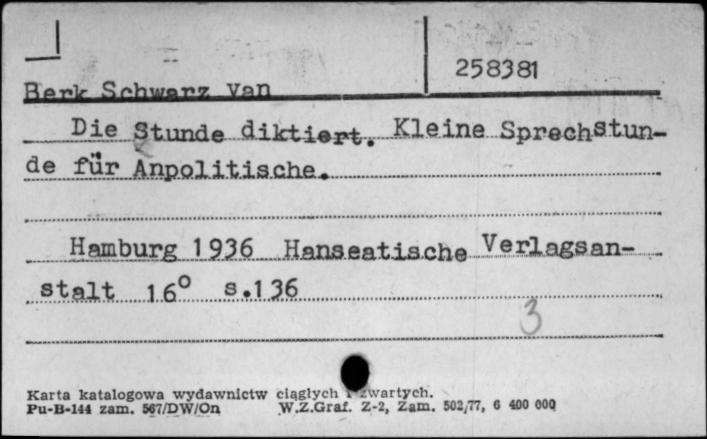 258381
Berk Schwarz Van
Die Stunde diktiert. Kleine Sprechstun-
de für Anpolitische.
Hamburg 1936 Hanseatische Verlagsan-
stalt 16° s.136
3
Karta katalogowa wydawnictw ciągłych i zwartych.
Pu-B-144 zam. 567/DW/On W.Z.Graf. Z-2, Zam. 502/77, 6 400 000